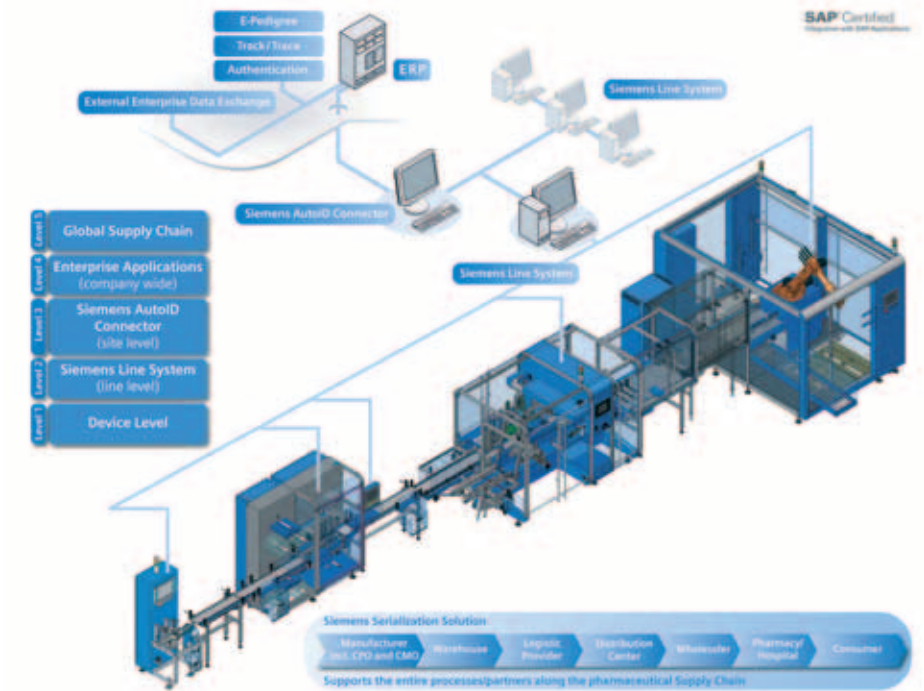 SAP® Certified
Integration with SAP Applications
E-Pedigree
Track/Trace
Authentication
ERP
External Enterprise Data Exchange
Siemens Line System
Siemens AutoID Connector
Siemens Line System
Level 5
Global Supply Chain
Level 4
Enterprise Applications
(company wide)
Level 3
Siemens AutoID
Connector
(site level)
Level 2
Siemens Line System
(line level)
Level 1
Device Level
Siemens Serialization Solution
Manufacturer
incl. CPO and CMO
Warehouse
Logistic
Provider
Distribution
Center
Wholesaler
Pharmacy/
Hospital
Consumer
Supports the entire processes/partners along the pharmaceutical Supply Chain